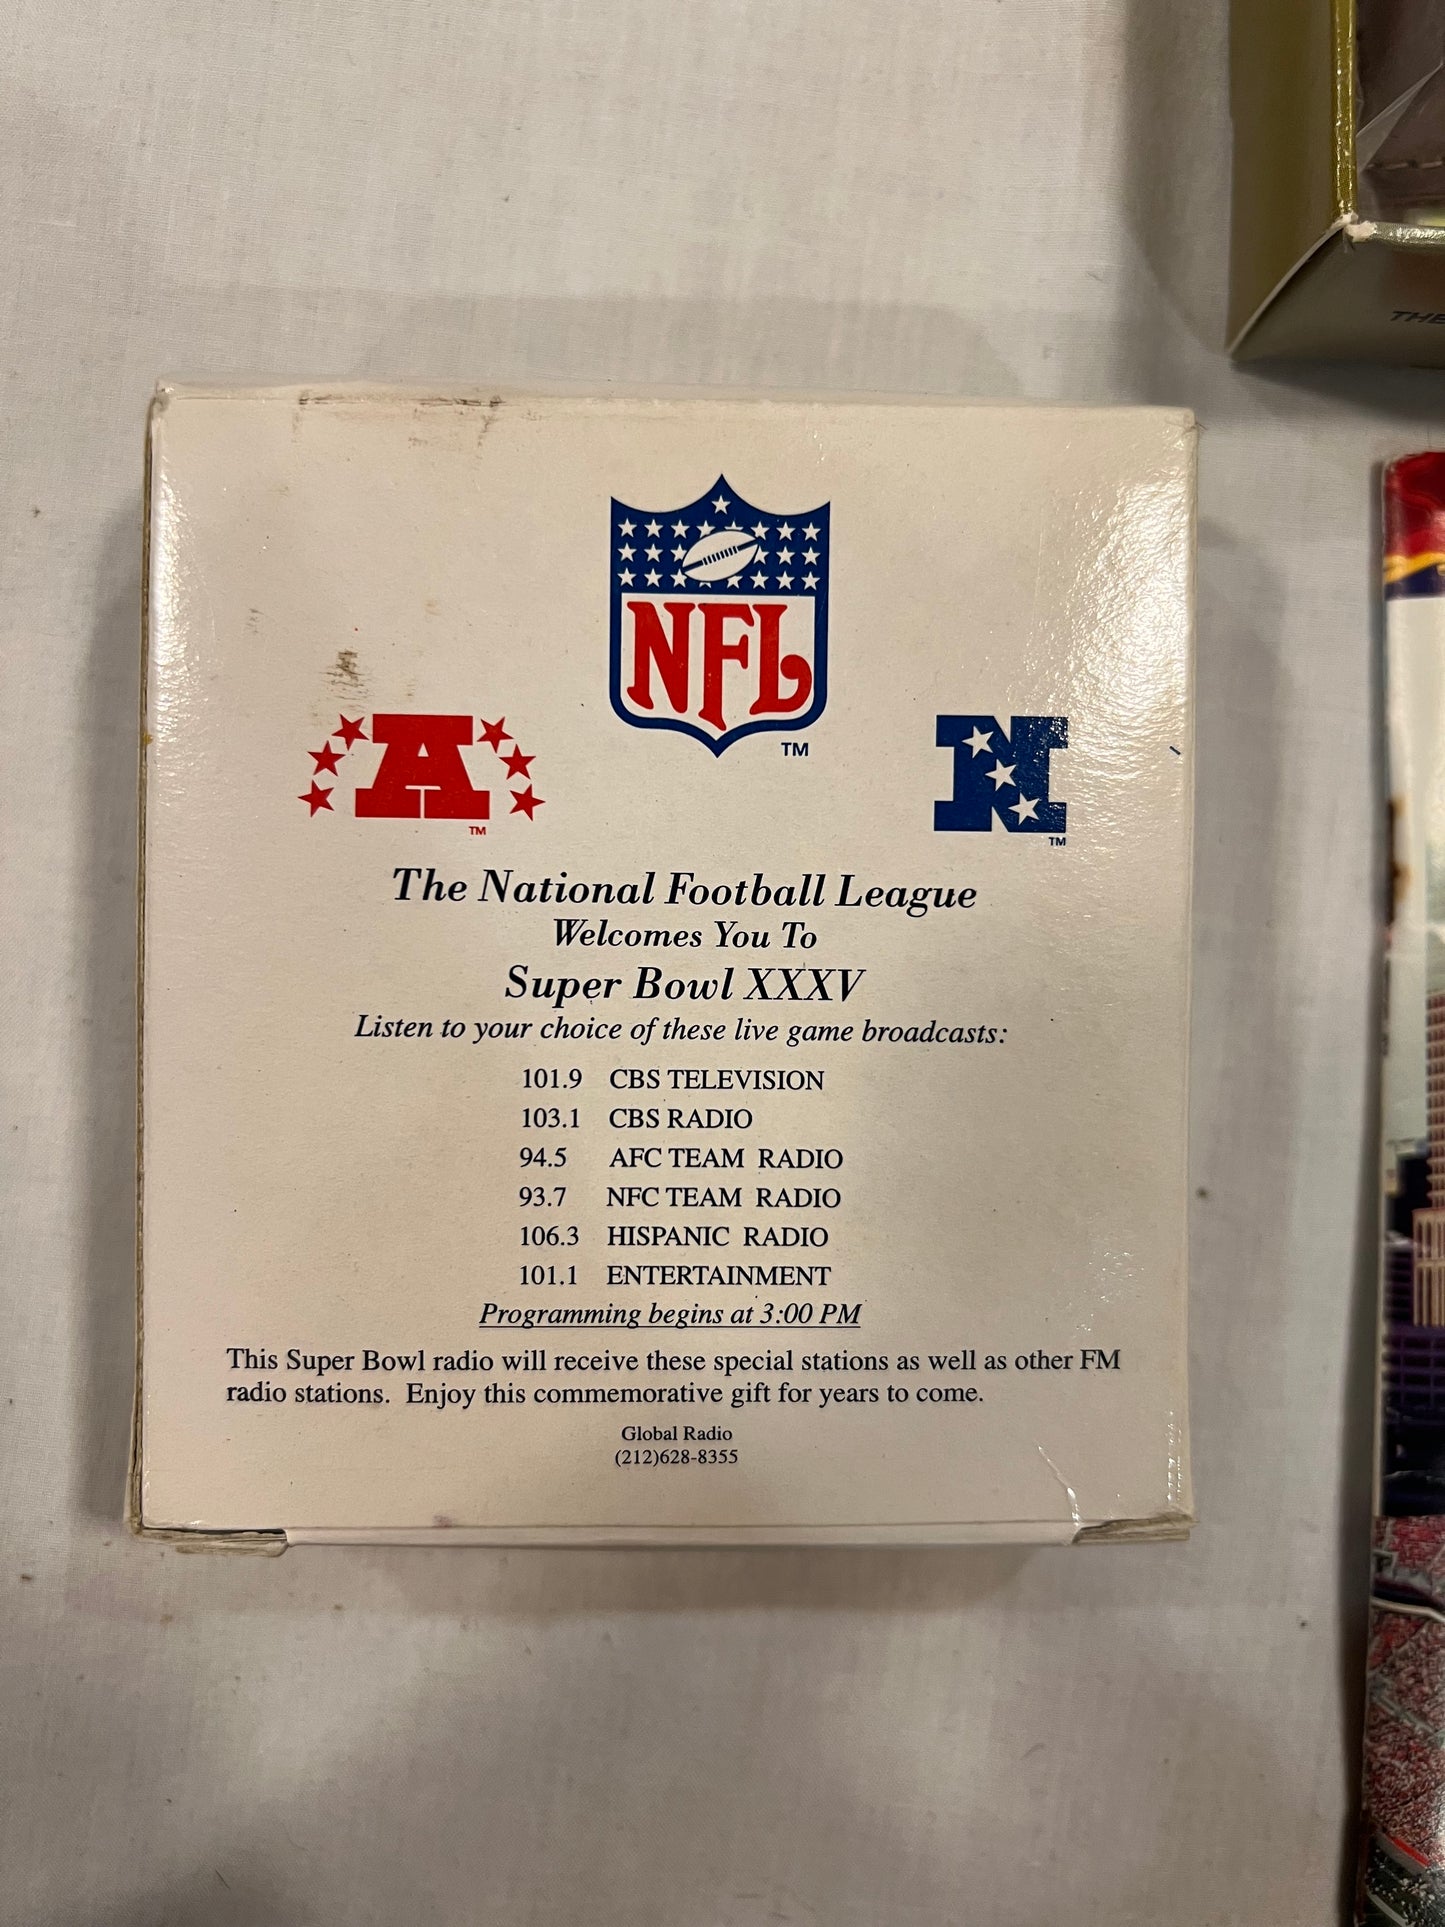 THE
NFL
TM
A
TM
N
TM
The National Football League
Welcomes You To
Super Bowl XXXV
Listen to your choice of these live game broadcasts:
101.9 CBS TELEVISION
103.1 CBS RADIO
94.5 AFC TEAM RADIO
93.7 NFC TEAM RADIO
106.3 HISPANIC RADIO
101.1 ENTERTAINMENT
Programming begins at 3:00 PM
This Super Bowl radio will receive these special stations as well as other FM
radio stations. Enjoy this commemorative gift for years to come.
Global Radio
(212)628-8355